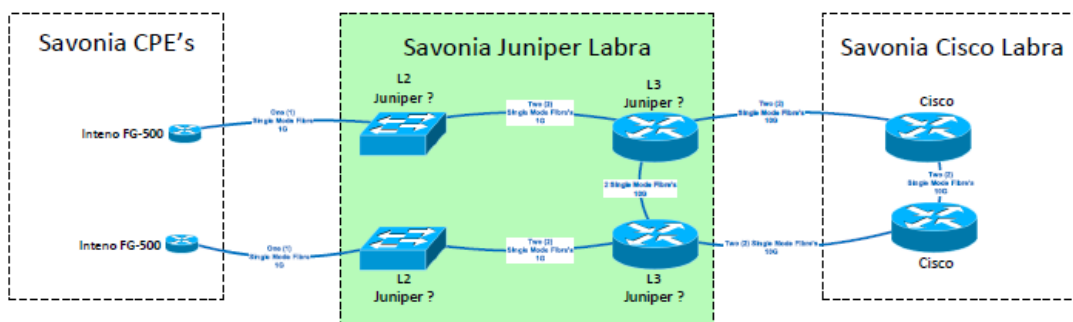 Savonia CPE's
Inteno FG-500
Inteno FG-500
One (1)
Single Mode Fibre
1G
One (1)
Single Mode Fibre
1G
Savonia Juniper Labra
L2
Juniper ?
Two (2)
Single Mode Fibre's
1G
L3
Juniper ?
2 Single Mode Fibre's
10G
L2
Juniper ?
Two (2)
Single Mode Fibre's
1G
L3
Juniper ?
Two (2)
Single Mode Fibre's
10G
Two (2) Single Mode Fibre's
10G
Savonia Cisco Labra
Cisco
Two (2)
Single Mode Fibre's
10G
Cisco